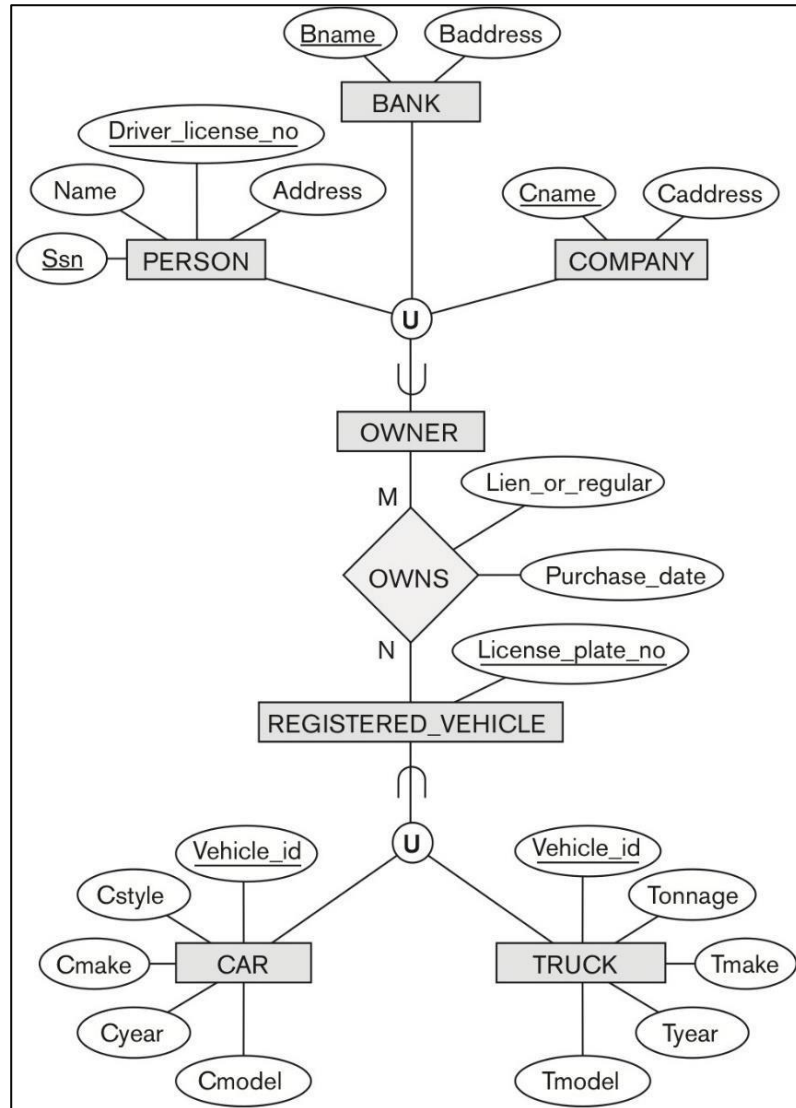 Bname Baddress
BANK
Driver_license_no
Name Address
Cname Caddress
Ssn PERSON COMPANY
U
OWNER
M Lien_or_regular
OWNS Purchase_date
N License_plate_no
REGISTERED_VEHICLE
U
Vehicle_id Vehicle_id
Cstyle Tonnage
Cmake CAR TRUCK Tmake
Cyear Tyear
Cmodel Tmodel